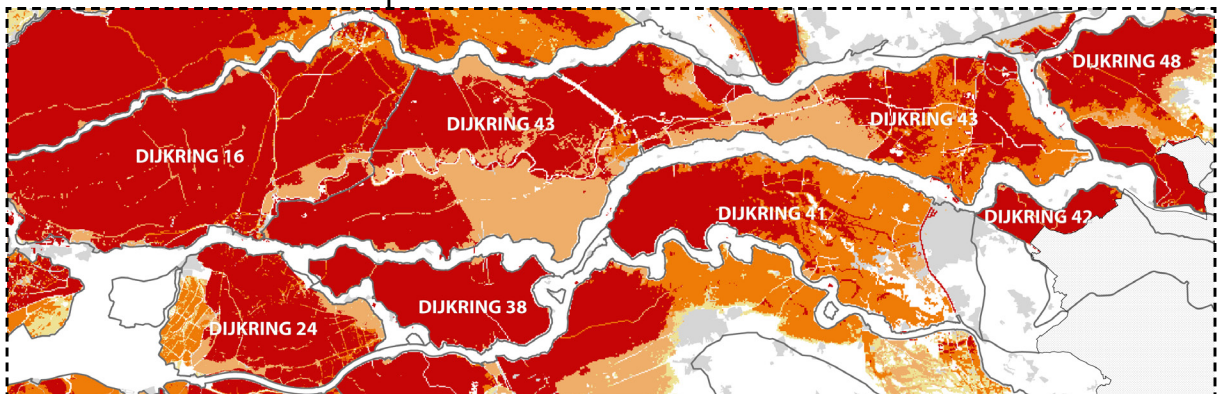 DIJKRING 48
DIJKRING 43
DIJKRING 43
DIJKRING 16
DIJKRING 41
DIJKRING 42
DIJKRING 38
DIJKRING 24